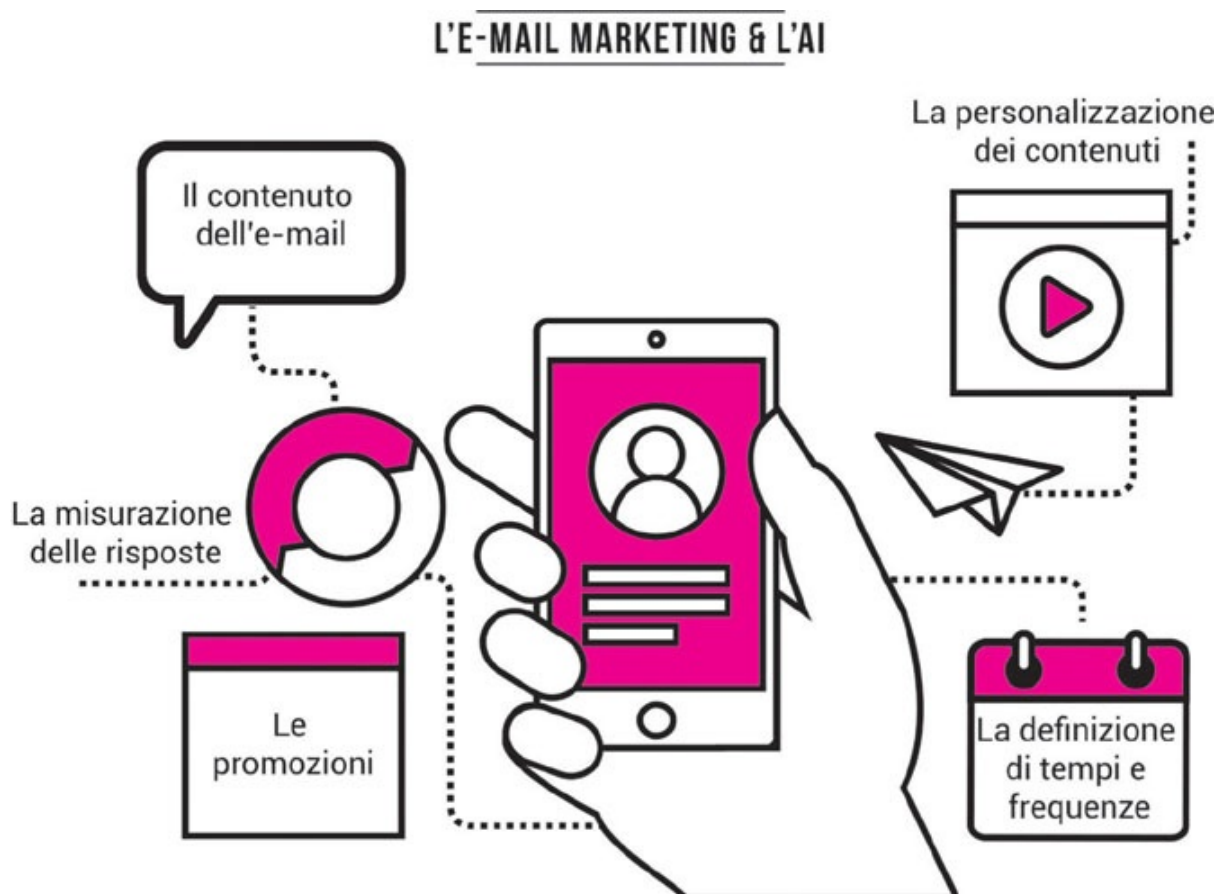 L'E-MAIL MARKETING & L'AI
La personalizzazione
dei contenuti
Il contenuto
dell'e-mail
La misurazione
delle risposte
Le
promozioni
La definizione
di tempi e
frequenze